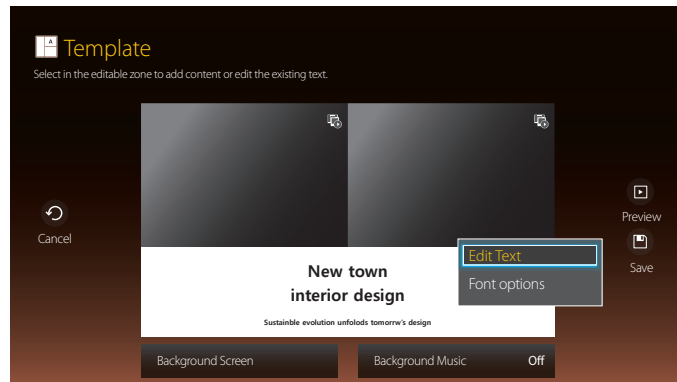 A
Template
Select in the editable zone to add content or edit the existing text.
Cancel
Preview
Save
Edit Text
Font options
New town
interior design
Sustainble evolution unfolods tomorrw's design
Background Screen
Background Music Off